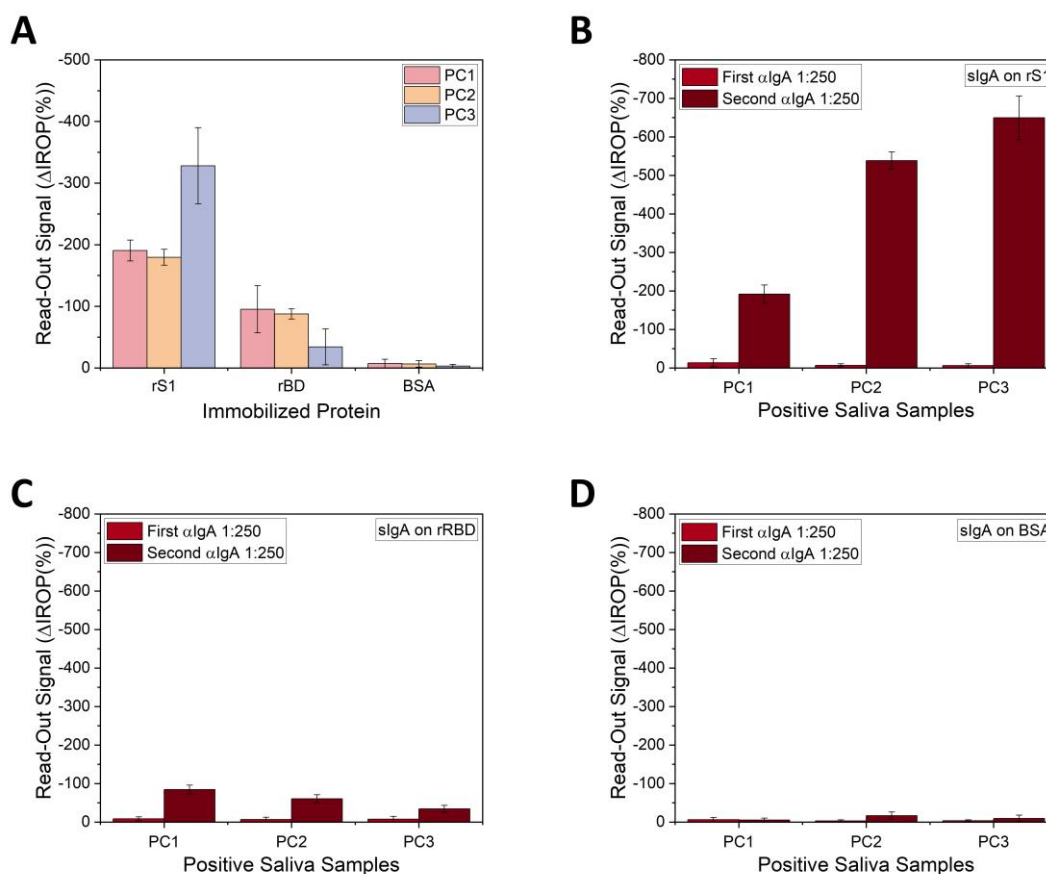 A
-500
-400
-300
-200
-100
0
Read-Out Signal (ΔIROP(%))
PC1
PC2
PC3
rS1 rBD BSA
Immobilized Protein
B
-800
-700
-600
-500
-400
-300
-200
-100
0
Read-Out Signal (ΔIROP(%))
First αIgA 1:250
Second αIgA 1:250
sIgA on rS1
PC1 PC2 PC3
Positive Saliva Samples
C
-800
-700
-600
-500
-400
-300
-200
-100
0
Read-Out Signal (ΔIROP(%))
First αIgA 1:250
Second αIgA 1:250
sIgA on rRBD
PC1 PC2 PC3
Positive Saliva Samples
D
-800
-700
-600
-500
-400
-300
-200
-100
0
Read-Out Signal (ΔIROP(%))
First αIgA 1:250
Second αIgA 1:250
sIgA on BSA
PC1 PC2 PC3
Positive Saliva Samples